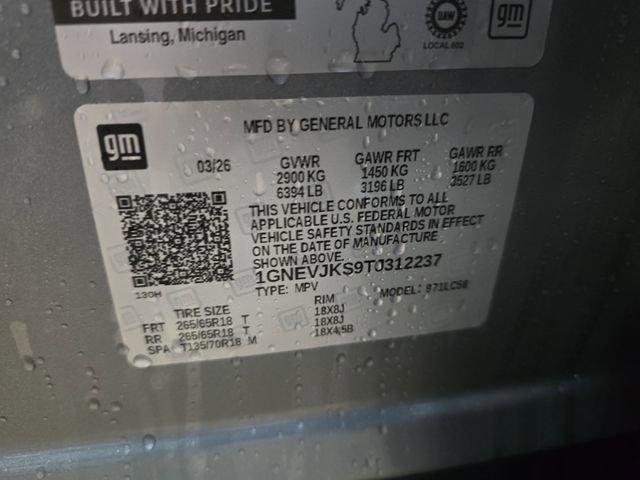 BUILT WITH PRIDE
Lansing, Michigan
UAW
LOCAL 602
gm
gm
MFD BY GENERAL MOTORS LLC
03/26
GVWR GAWR FRT GAWR RR
2900 KG 1450 KG 1600 KG
6394 LB 3196 LB 3527 LB
THIS VEHICLE CONFORMS TO ALL
APPLICABLE U.S. FEDERAL MOTOR
VEHICLE SAFETY STANDARDS IN EFFECT
ON THE DATE OF MANUFACTURE
SHOWN ABOVE.
1GNEVJKS9TJ312237
130H
TYPE: MPV MODEL: 871LC58
TIRE SIZE RIM
FRT 265/65R18 T 18X8J
RR 265/65R18 T 18X8J
SPA T135/70R18 M 18X4.5B